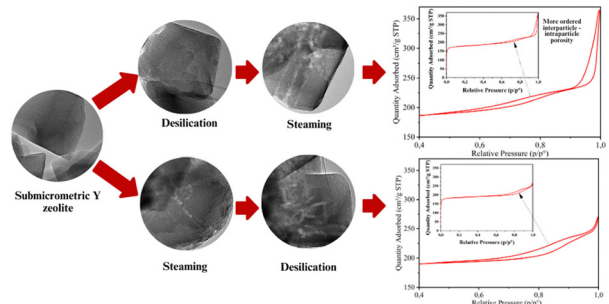 Submicrometric Y
zeolite
Desilication
Steaming
Steaming
Desilication
Quantity Adsorbed (cm³/g STP)
350
300
250
200
150
0,4
0,6
0,8
1,0
Relative Pressure (p/p°)
Quantity Adsorbed (cm³/g STP)
Relative Pressure (p/p°)
More ordered
interparticle -
intraparticle
porosity
Quantity Adsorbed (cm³/g STP)
350
300
250
200
150
0,4
0,6
0,8
1,0
Relative Pressure (p/p°)
Quantity Adsorbed (cm³/g STP)
Relative Pressure (p/p°)